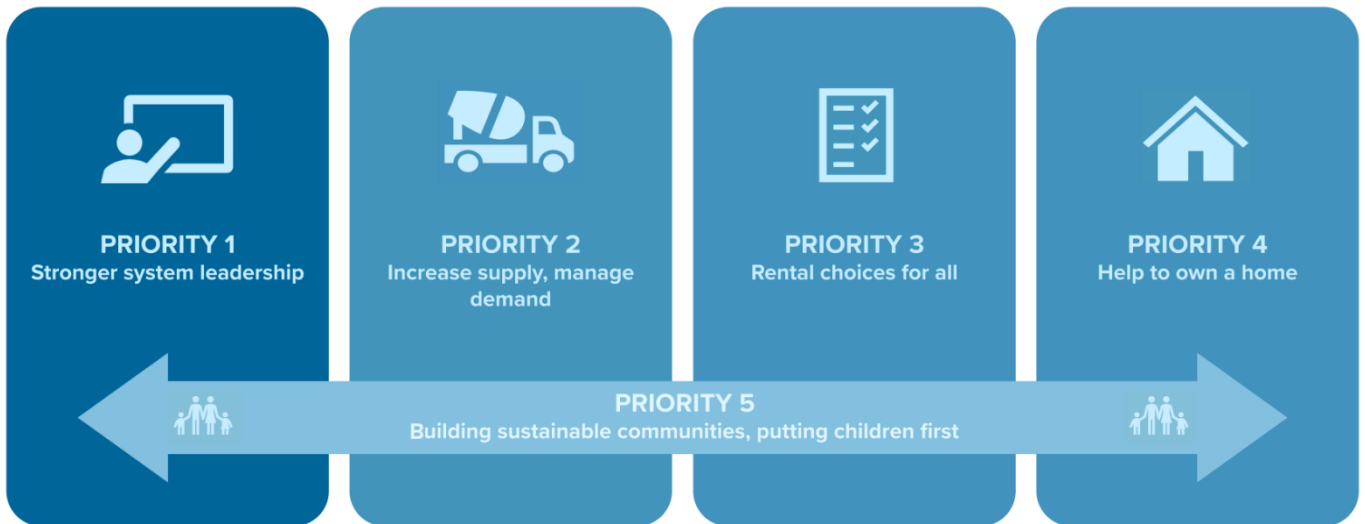 PRIORITY 1
Stronger system leadership
PRIORITY 2
Increase supply, manage
demand
PRIORITY 3
Rental choices for all
PRIORITY 4
Help to own a home
PRIORITY 5
Building sustainable communities, putting children first